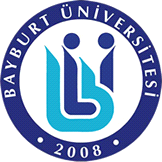 BAYBURT ÜNİVERSİTESİ
• 2008 •